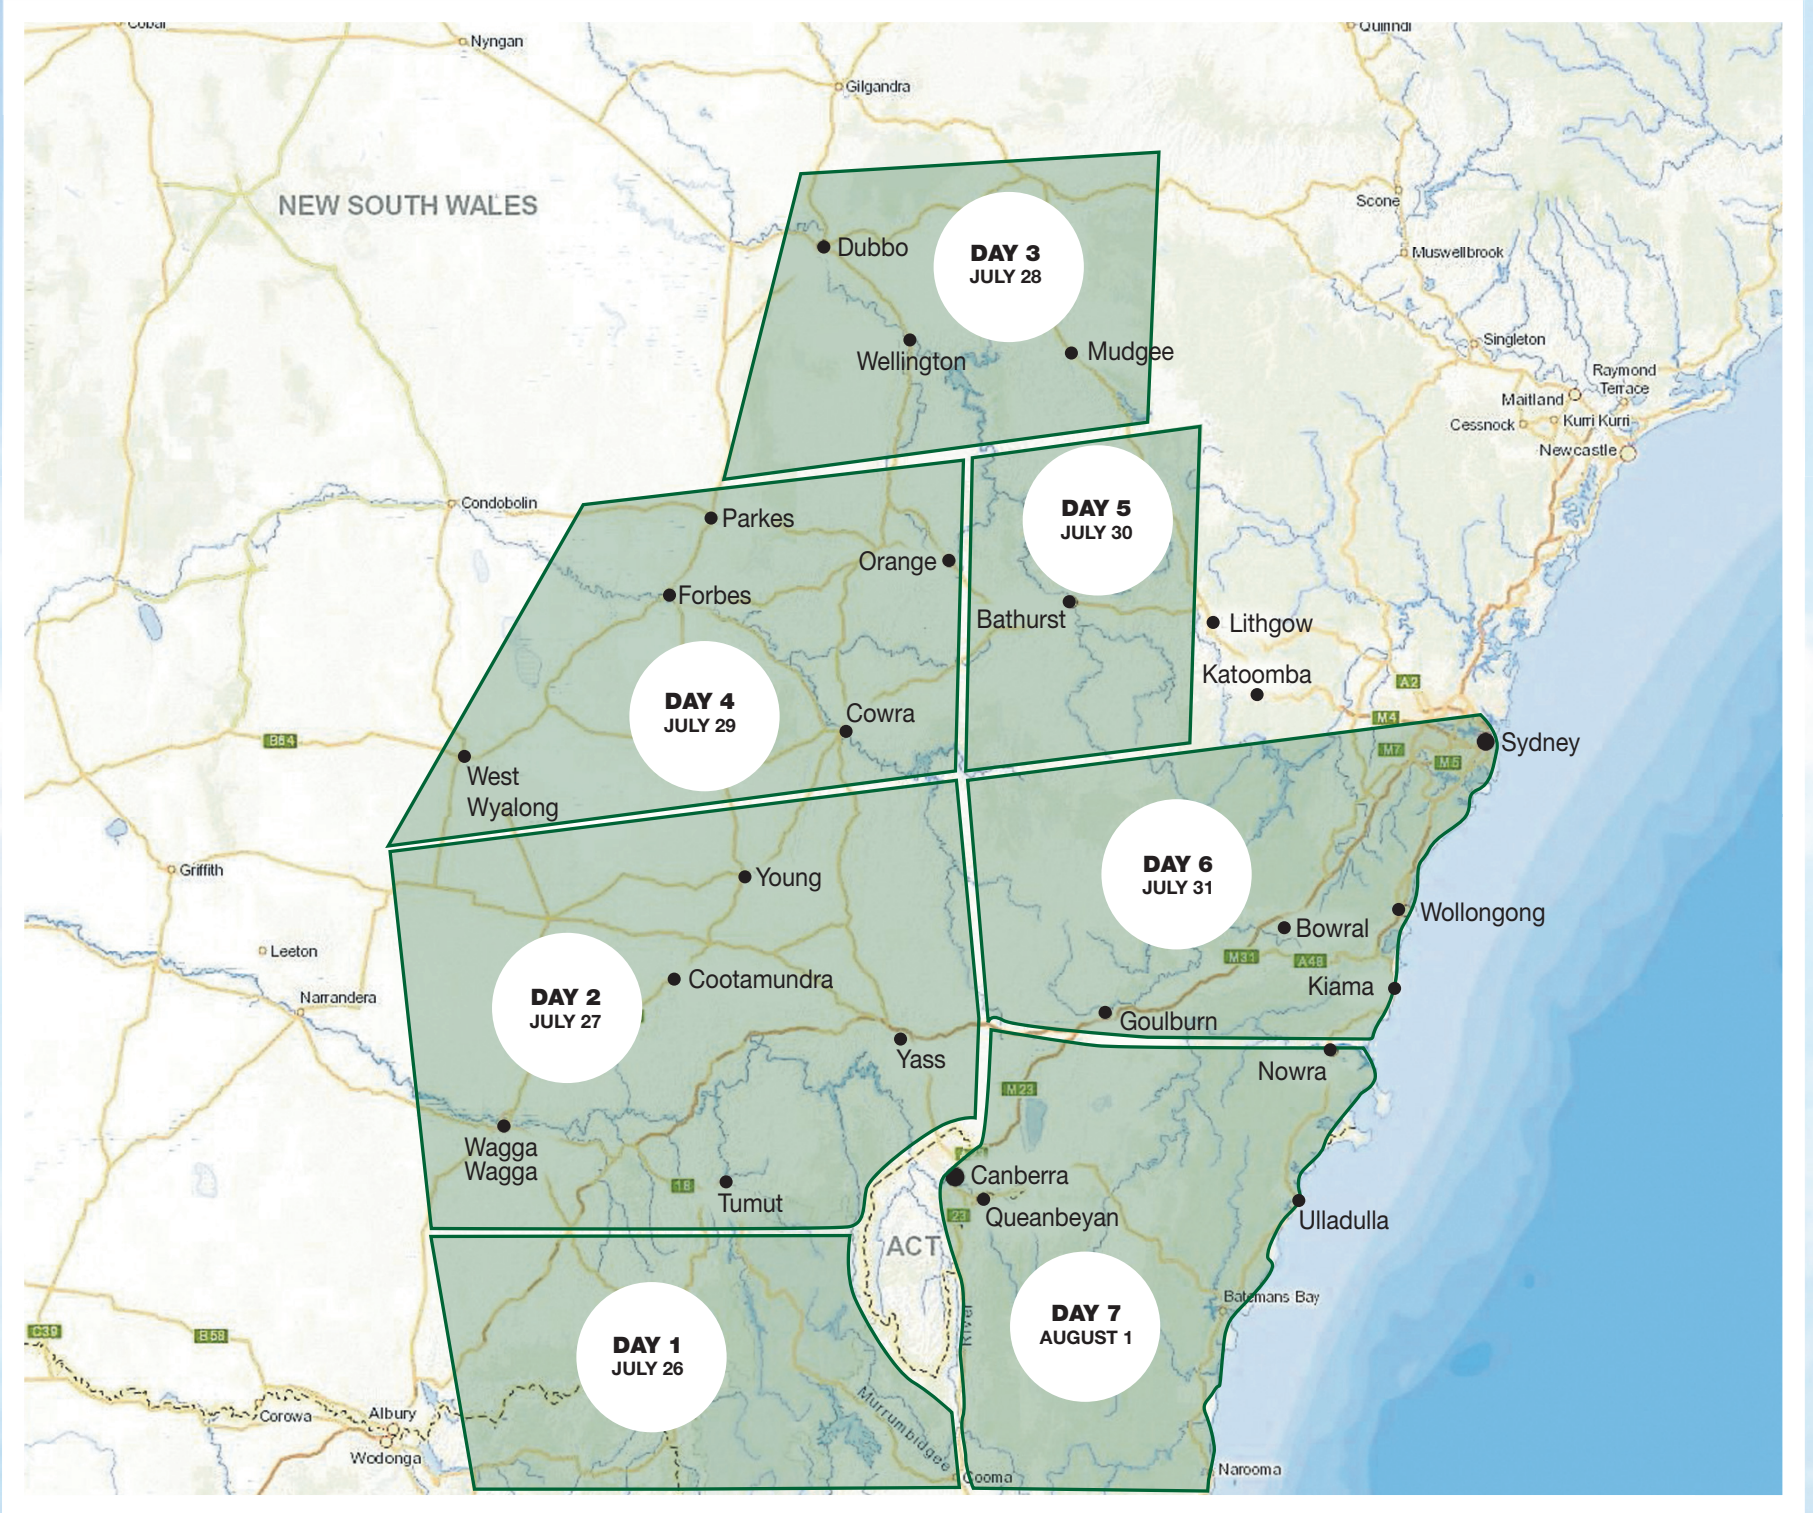 Cobar
Nyngan
Quirindi
Gilgandra
NEW SOUTH WALES
Scone
Dubbo
DAY 3
JULY 28
Muswellbrook
Wellington
Mudgee
Singleton
Raymond
Terrace
Maitland
Cessnock
Kurri Kurri
Newcastle
Condobolin
Parkes
DAY 5
JULY 30
Orange
Forbes
Bathurst
Lithgow
Katoomba
A2
DAY 4
JULY 29
Cowra
M4
B64
M7
Sydney
M5
West
Wyalong
Griffith
Young
DAY 6
JULY 31
Wollongong
Bowral
Leeton
M31
A48
Cootamundra
Kiama
Narrandera
DAY 2
JULY 27
Goulburn
Yass
Nowra
M23
Wagga
Wagga
Canberra
18
Tumut
Queanbeyan
23
Ulladulla
ACT
Batemans Bay
River
DAY 7
AUGUST 1
C39
B58
DAY 1
JULY 26
Corowa
Albury
Murrumbidgee
Wodonga
Cooma
Narooma